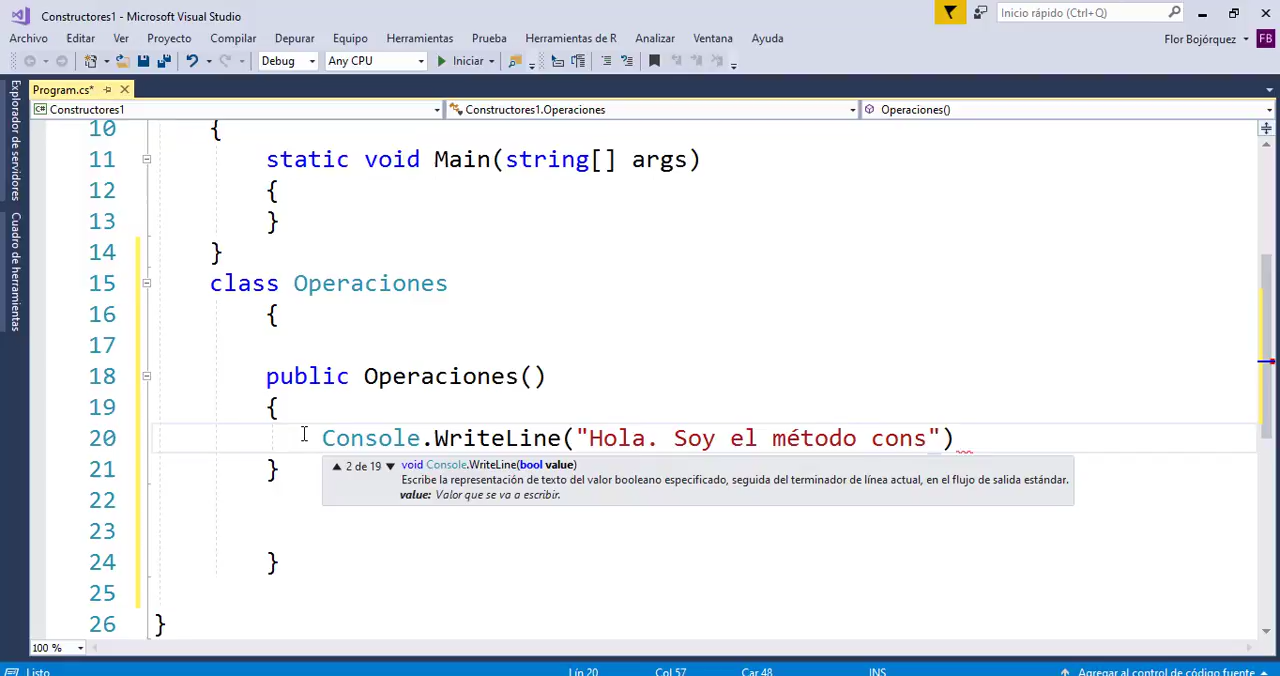 Constructores1 - Microsoft Visual Studio
Inicio rápido (Ctrl+Q)
Archivo Editar Ver Proyecto Compilar Depurar Equipo Herramientas Prueba Herramientas de R Analizar Ventana Ayuda Flor Bojórquez FB
Debug Any CPU Iniciar
Program.cs*
Constructores1 Constructores1.Operaciones Operaciones()
Explorador de servidores
Cuadro de herramientas
10 {
11 static void Main(string[] args)
12 {
13 }
14 }
15 class Operaciones
16 {
17
18 public Operaciones()
19 {
20 Console.WriteLine("Hola. Soy el método cons")
21 }
2 de 19 void Console.WriteLine(bool value)
Escribe la representación de texto del valor booleano especificado, seguida del terminador de línea actual, en el flujo de salida estándar.
value: Valor que se va a escribir.
22
23
24 }
25
26 }
100 %
Listo Lín 20 Col 57 Car 48 INS Agregar al control de código fuente